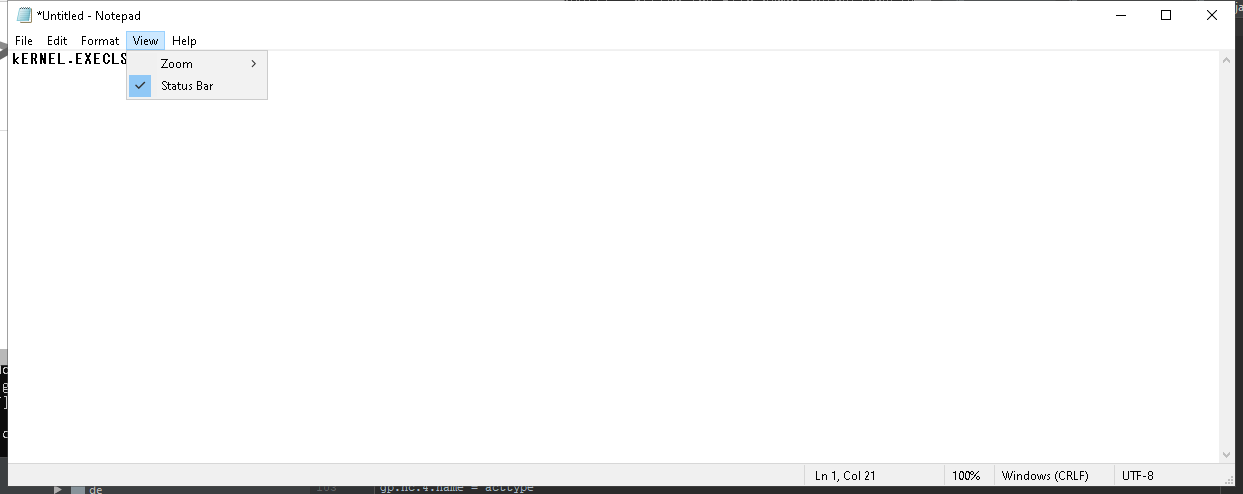 *Untitled - Notepad
File Edit Format View Help
kERNEL.EXECLS
Zoom
Status Bar
Ln 1, Col 21 100% Windows (CRLF) UTF-8
de
gp.nc.4.name = acctype